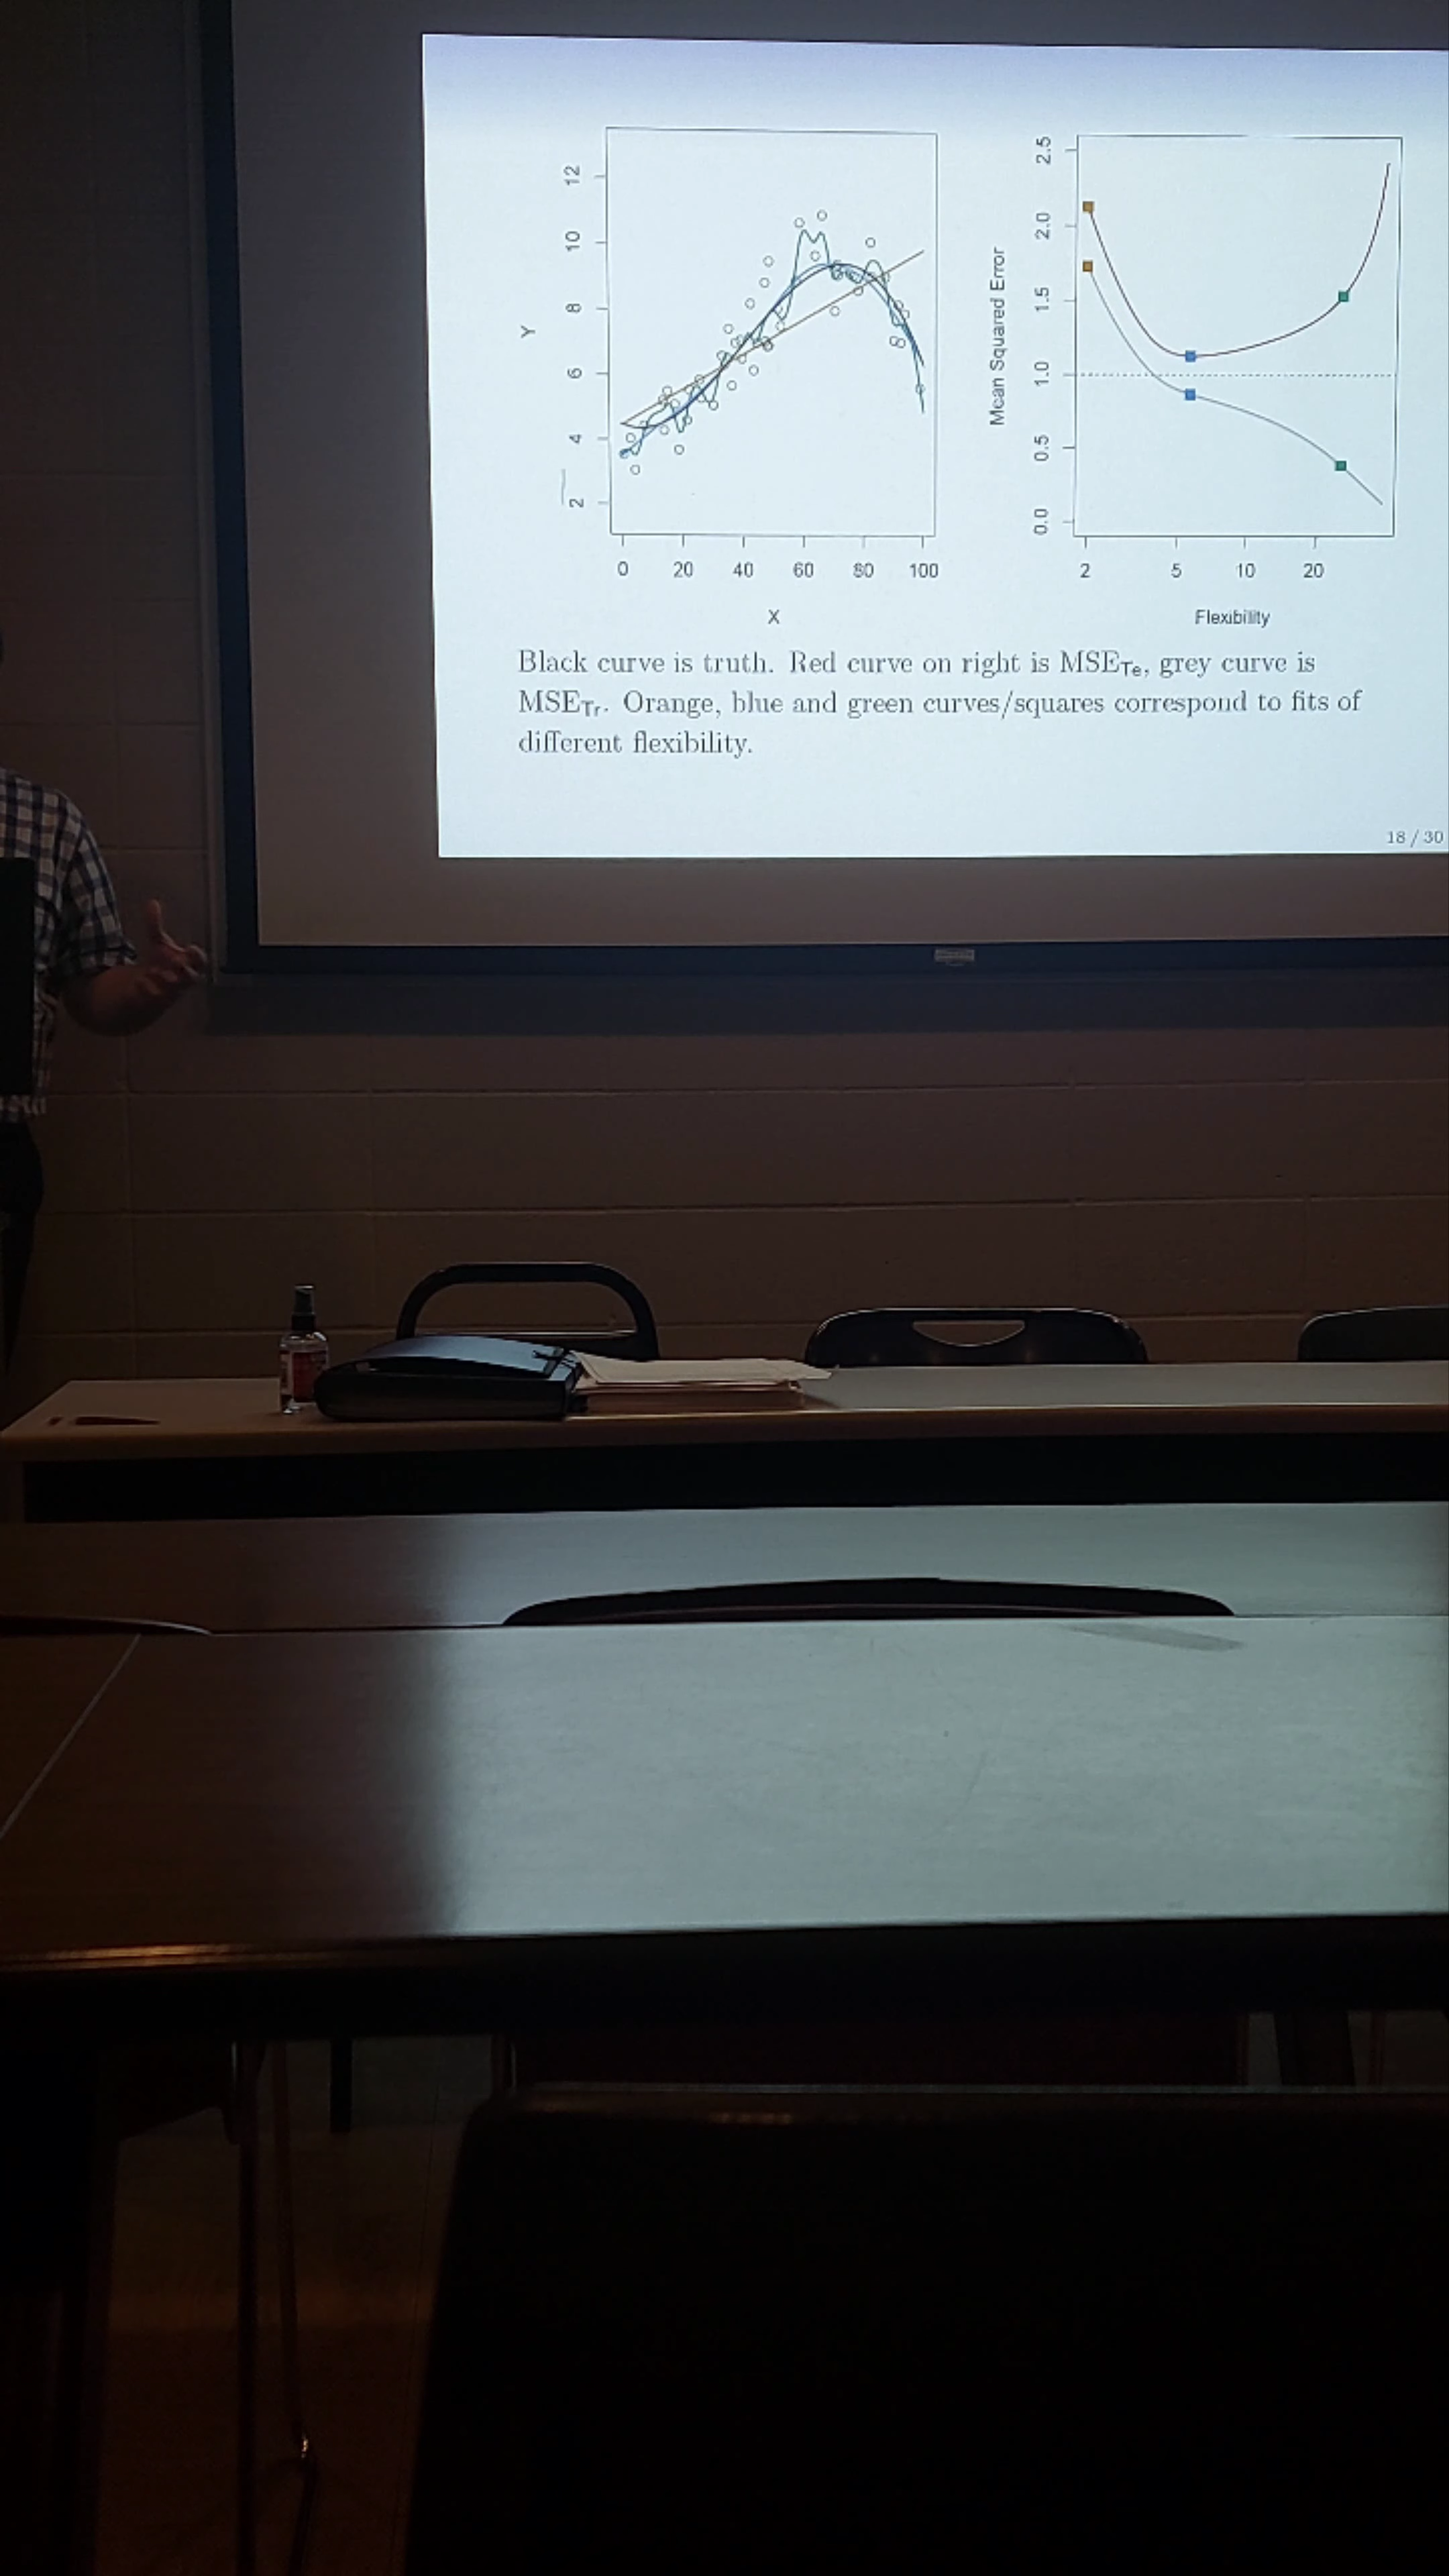 12
10
8
6
4
2
Y
0 20 40 60 80 100
X
2.5
2.0
1.5
1.0
0.5
0.0
Mean Squared Error
2 5 10 20
Flexibility
Black curve is truth. Red curve on right is MSETe, grey curve is
MSETr. Orange, blue and green curves/squares correspond to fits of
different flexibility.
18 / 30